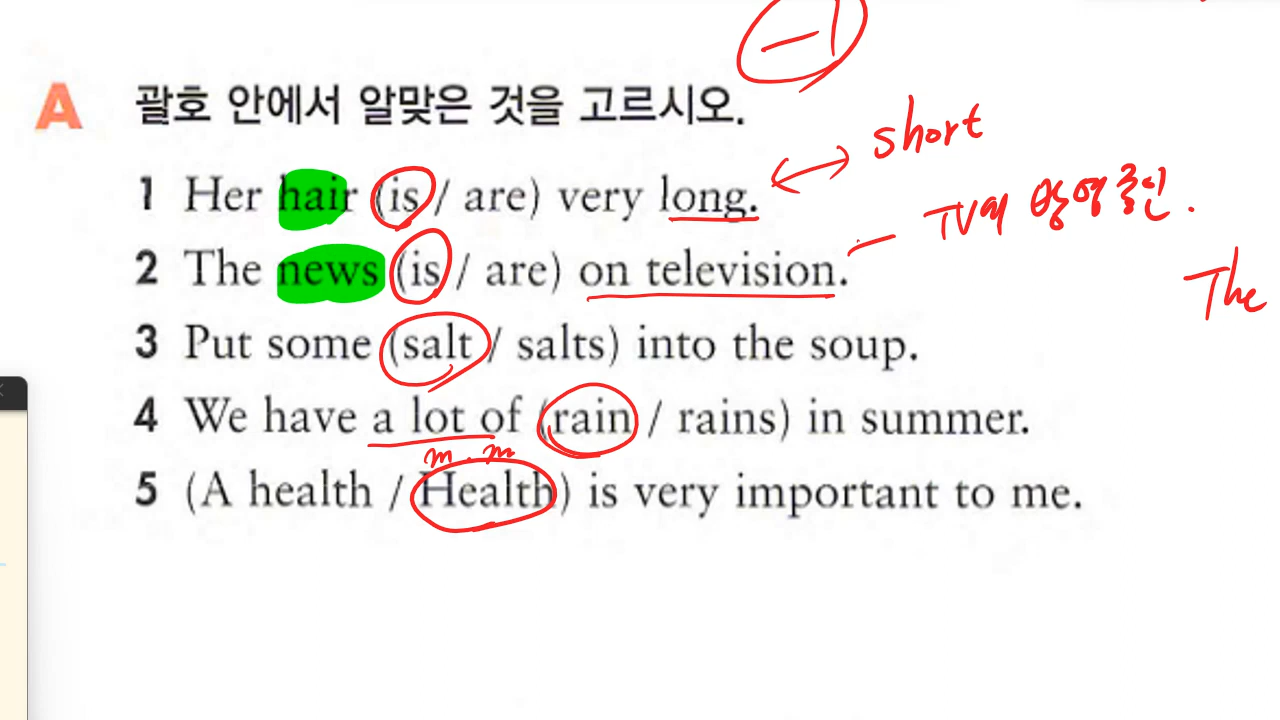 -1
A 괄호 안에서 알맞은 것을 고르시오.
short
1 Her hair (is / are) very long.
TV에 방영중인.
2 The news (is / are) on television.
The
3 Put some (salt / salts) into the soup.
4 We have a lot of (rain / rains) in summer.
m. m
5 (A health / Health) is very important to me.